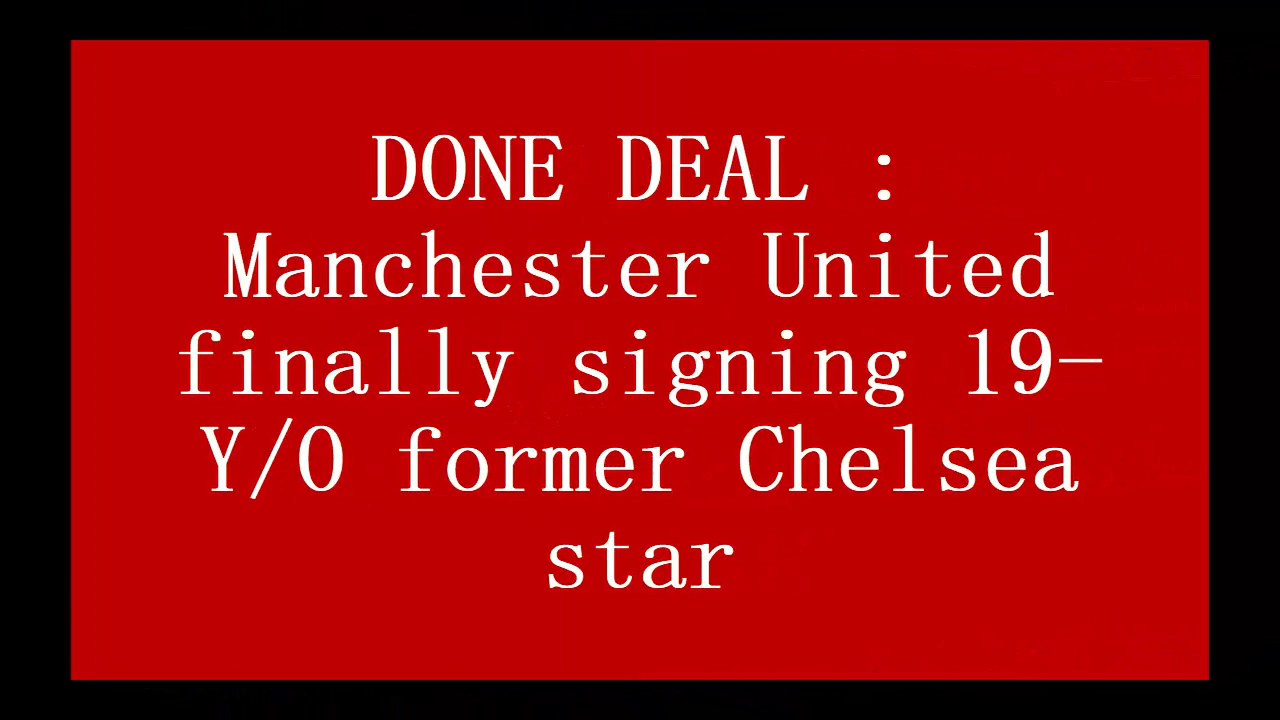 DONE DEAL :
Manchester United
finally signing 19-
Y/O former Chelsea
star